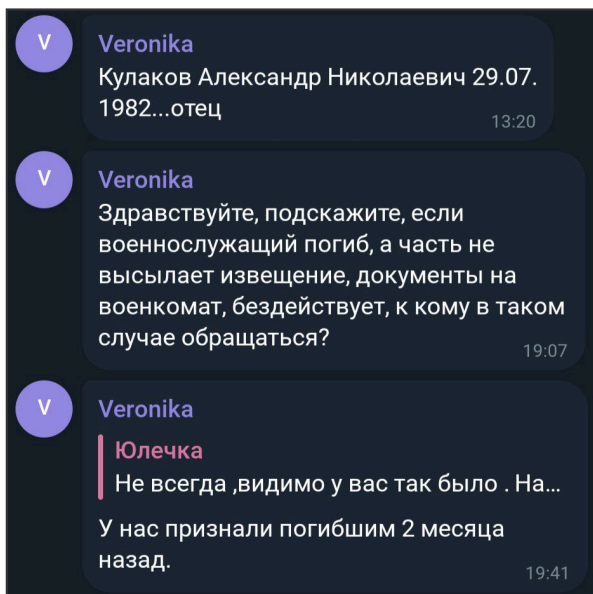 V
Veronika
Кулаков Александр Николаевич 29.07.
1982...отец
13:20
V
Veronika
Здравствуйте, подскажите, если
военнослужащий погиб, а часть не
высылает извещение, документы на
военкомат, бездействует, к кому в таком
случае обращаться?
19:07
V
Veronika
Юлечка
Не всегда ,видимо у вас так было . На...
У нас признали погибшим 2 месяца
назад.
19:41